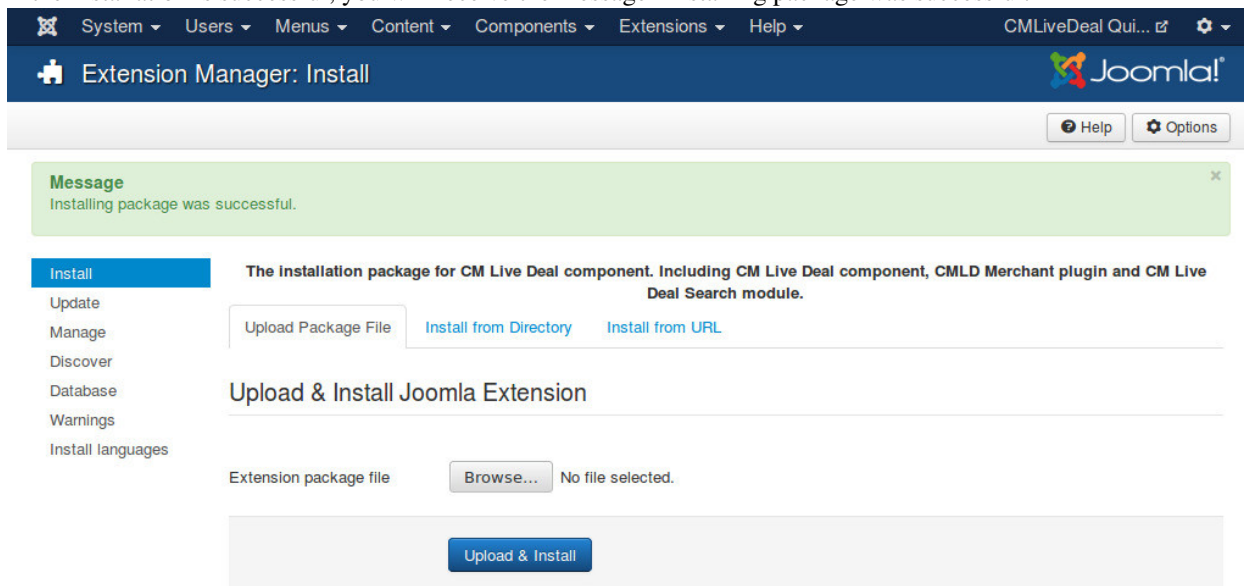 System Users Menus Content Components Extensions Help CMLiveDeal Qui...
Extension Manager: Install Joomla!
Help Options
Message ×
Installing package was successful.
Install
Update
Manage
Discover
Database
Warnings
Install languages
The installation package for CM Live Deal component. Including CM Live Deal component, CMLD Merchant plugin and CM Live
Deal Search module.
Upload Package File Install from Directory Install from URL
Upload & Install Joomla Extension
Extension package file Browse... No file selected.
Upload & Install